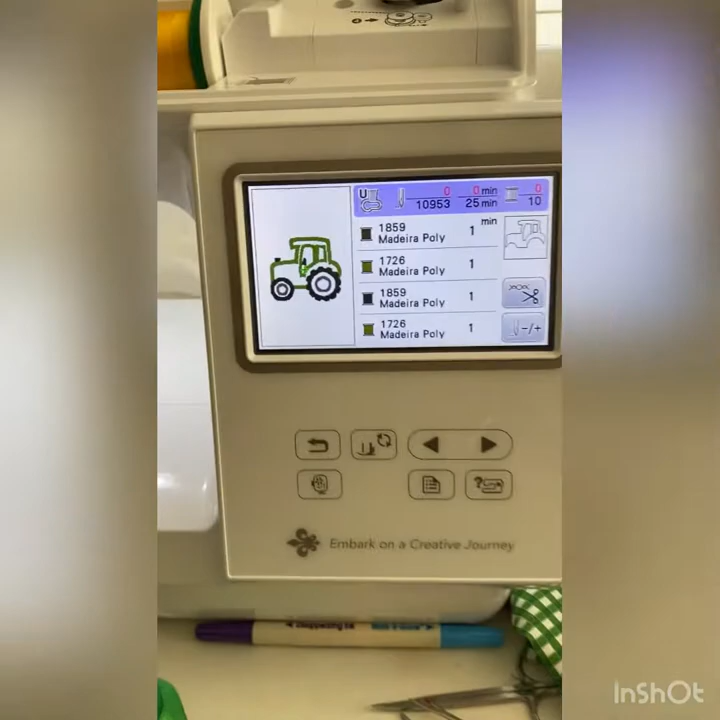 U 0 0 min 0
10953 25 min 10
1859 1 min
Madeira Poly
1726 1
Madeira Poly
1859 1
Madeira Poly
1726 1
Madeira Poly
-/+
?
Embark on a Creative Journey
InShOt